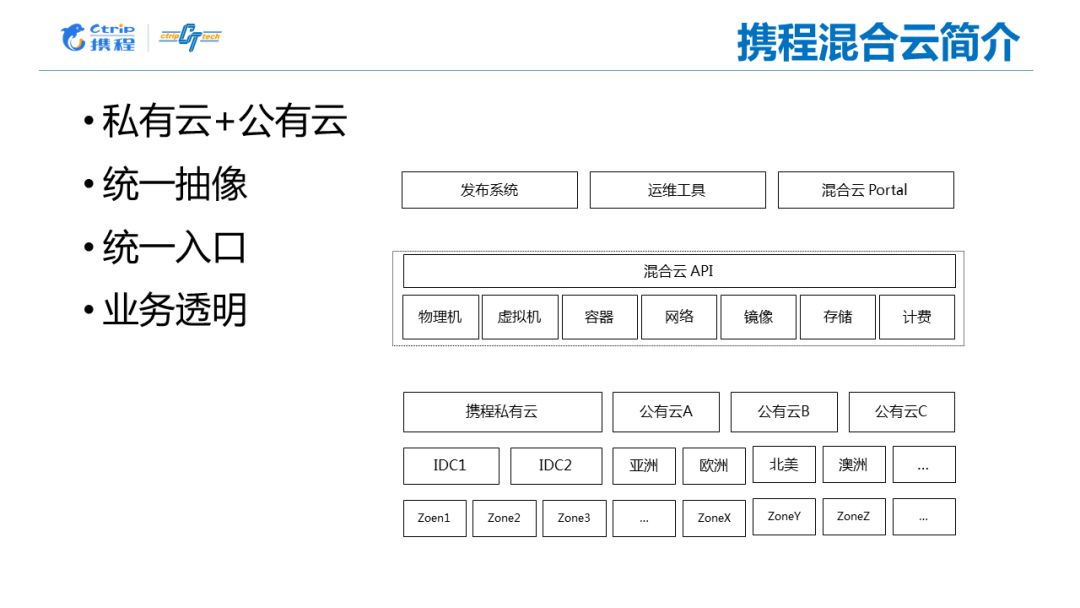 Ctrip
携程
ctrip GT tech
携程混合云简介
• 私有云+公有云
• 统一抽像
• 统一入口
• 业务透明
发布系统 运维工具 混合云 Portal
混合云 API
物理机 虚拟机 容器 网络 镜像 存储 计费
携程私有云 公有云A 公有云B 公有云C
IDC1 IDC2 亚洲 欧洲 北美 澳洲 ...
Zoen1 Zone2 Zone3 ... ZoneX ZoneY ZoneZ ...